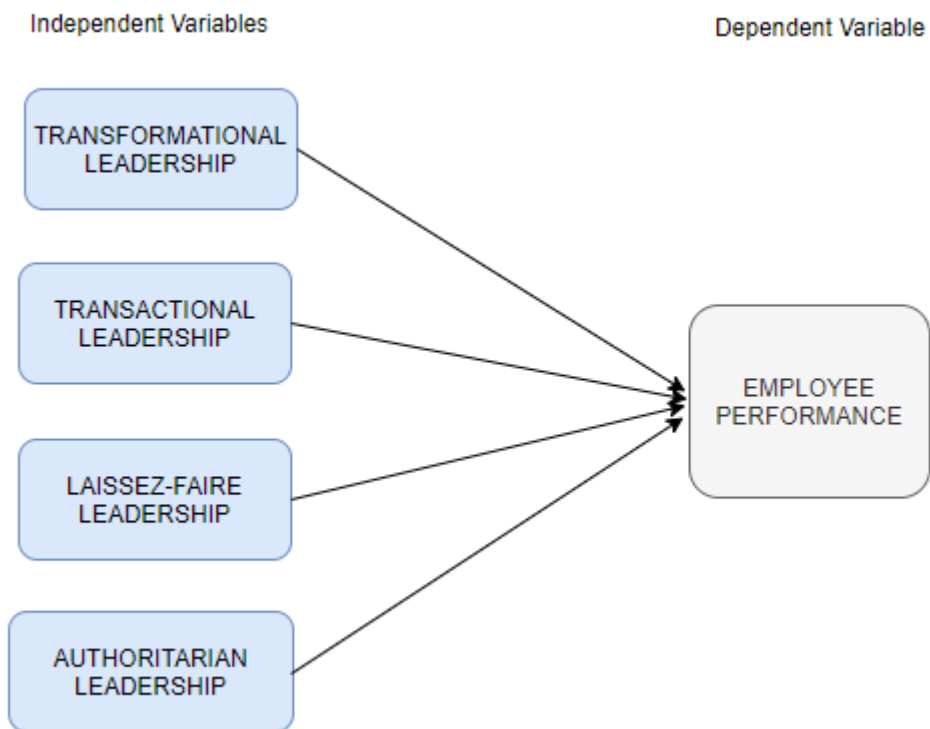 Independent Variables
Dependent Variable
TRANSFORMATIONAL
LEADERSHIP
TRANSACTIONAL
LEADERSHIP
EMPLOYEE
PERFORMANCE
LAISSEZ-FAIRE
LEADERSHIP
AUTHORITARIAN
LEADERSHIP